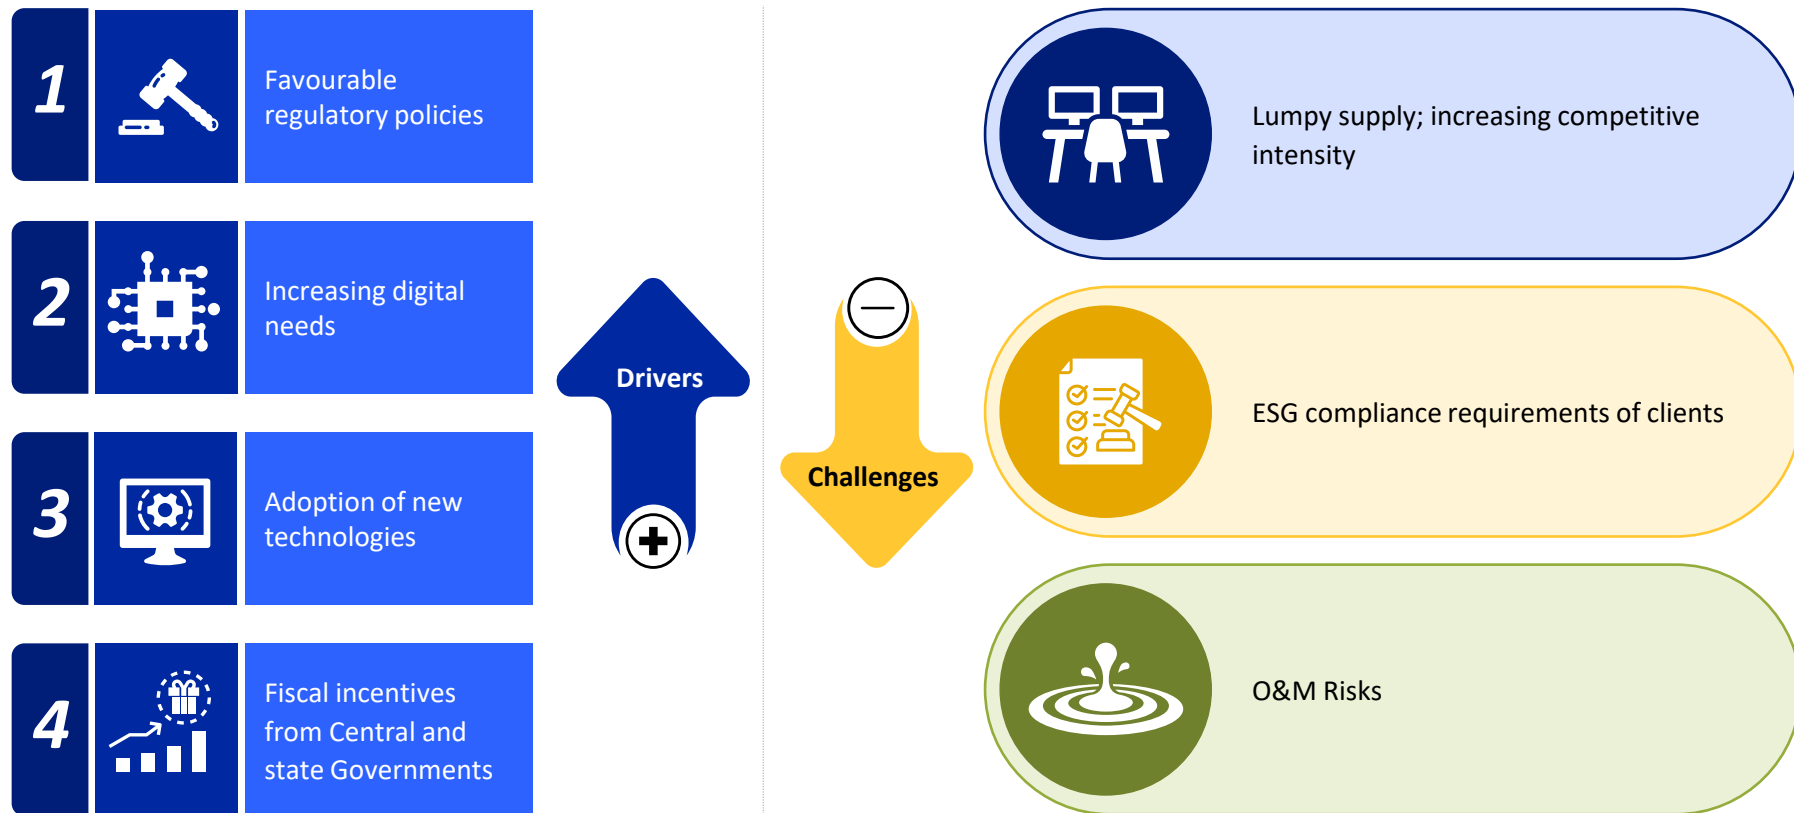 1
Favourable
regulatory policies
2
Increasing digital
needs
3
Adoption of new
technologies
4
Fiscal incentives
from Central and
state Governments
Drivers
Challenges
Lumpy supply; increasing competitive
intensity
ESG compliance requirements of clients
O&M Risks